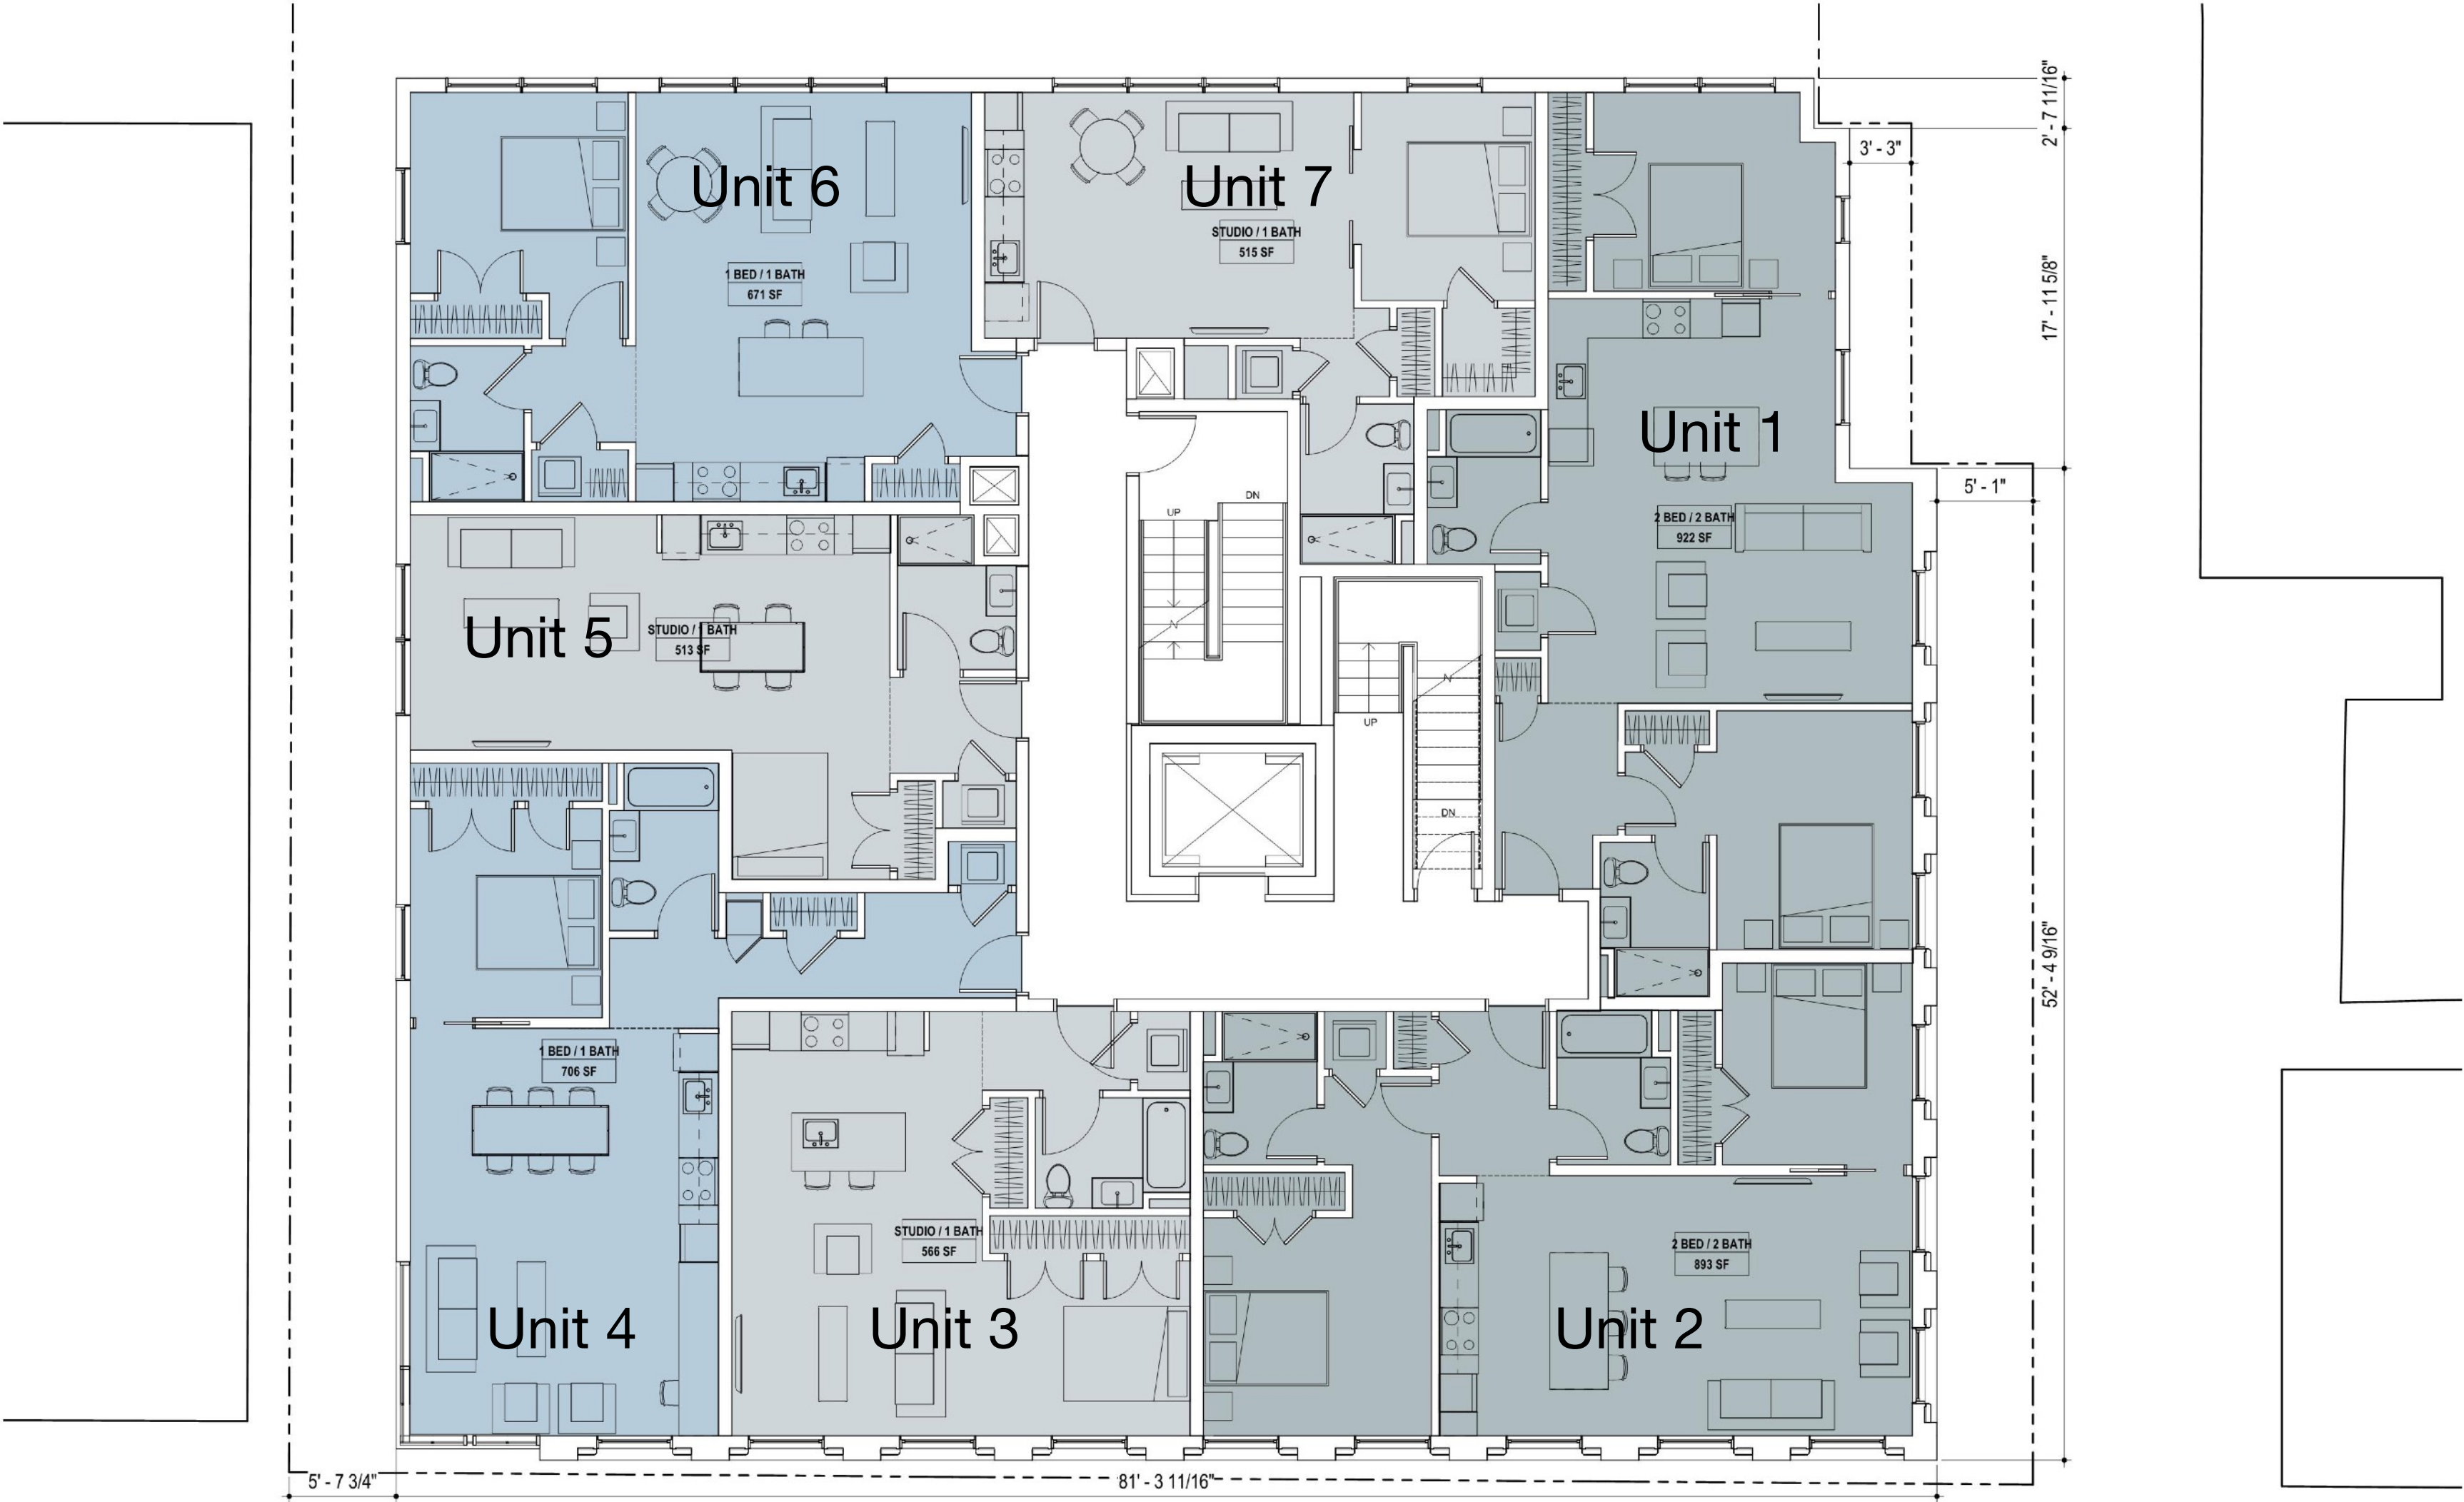 2' - 7 11/16"
3' - 3"
Unit 6
Unit 7
STUDIO / 1 BATH
515 SF
1 BED / 1 BATH
671 SF
17' - 11 5/8"
Unit 1
5' - 1"
DN
UP
2 BED / 2 BATH
922 SF
Unit 5
STUDIO / 1 BATH
513 SF
N
N
UP
DN
52' - 4 9/16"
1 BED / 1 BATH
706 SF
STUDIO / 1 BATH
566 SF
2 BED / 2 BATH
893 SF
Unit 4
Unit 3
Unit 2
5' - 7 3/4"
81' - 3 11/16"